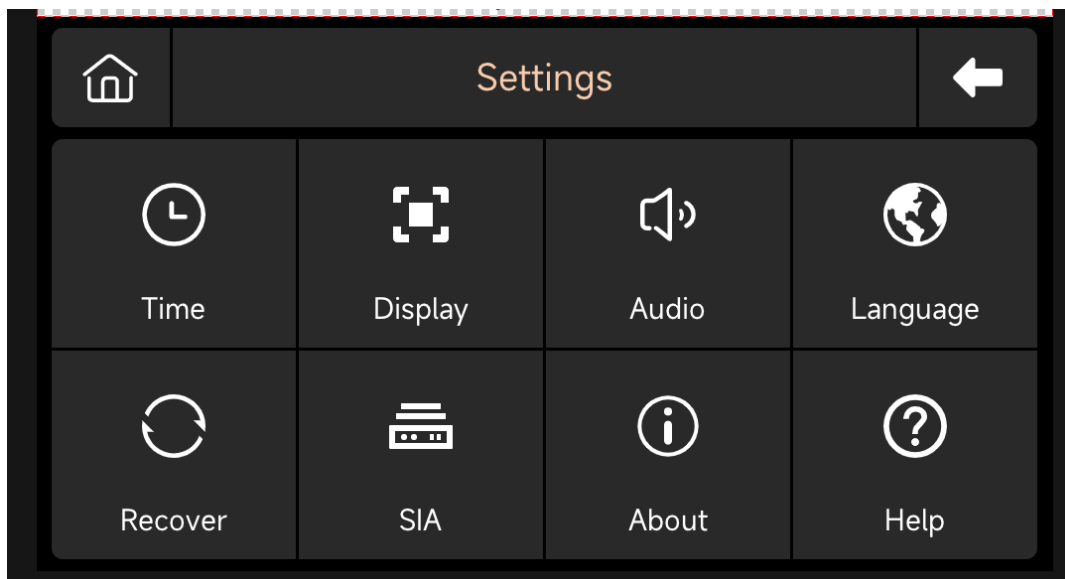 Settings
Time
Display
Audio
Language
Recover
SIA
About
Help